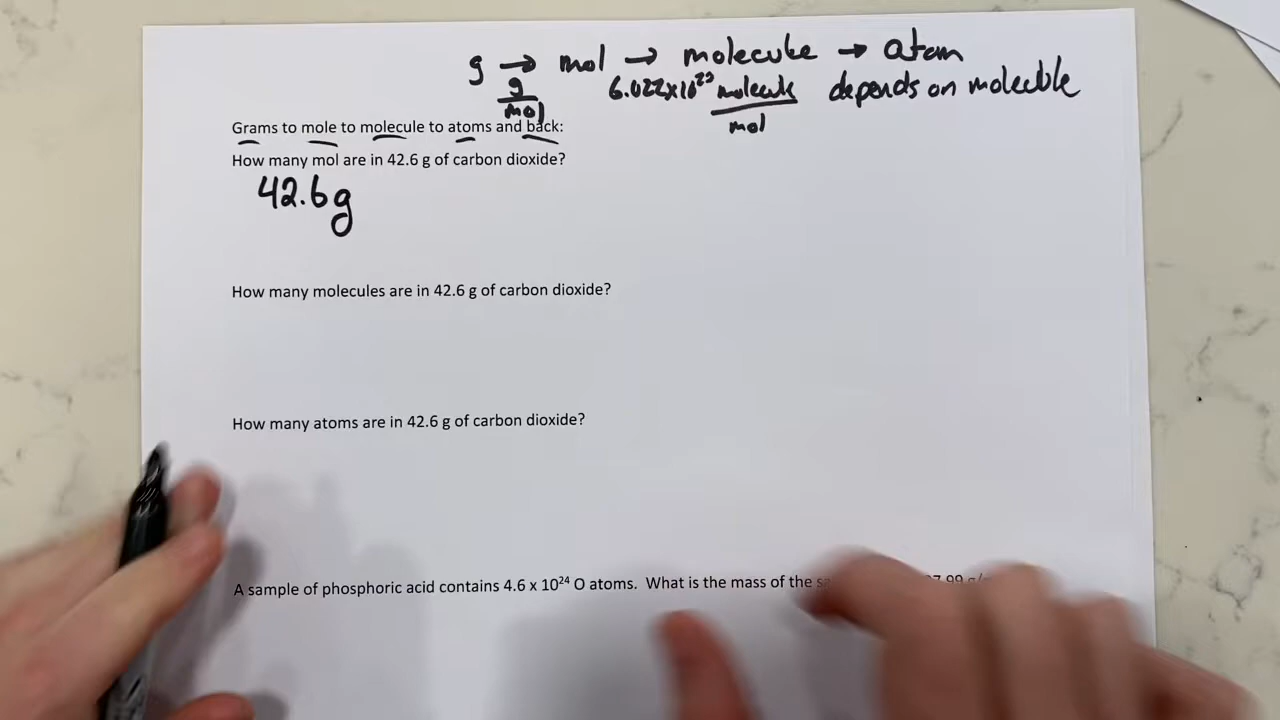 g → mol → molecule → atom
g/mol 6.022x10²³ molecule/mol depends on molecule
Grams to mole to molecule to atoms and back:
How many mol are in 42.6 g of carbon dioxide?
42.6g
How many molecules are in 42.6 g of carbon dioxide?
How many atoms are in 42.6 g of carbon dioxide?
A sample of phosphoric acid contains 4.6 x 10²⁴ O atoms. What is the mass of the